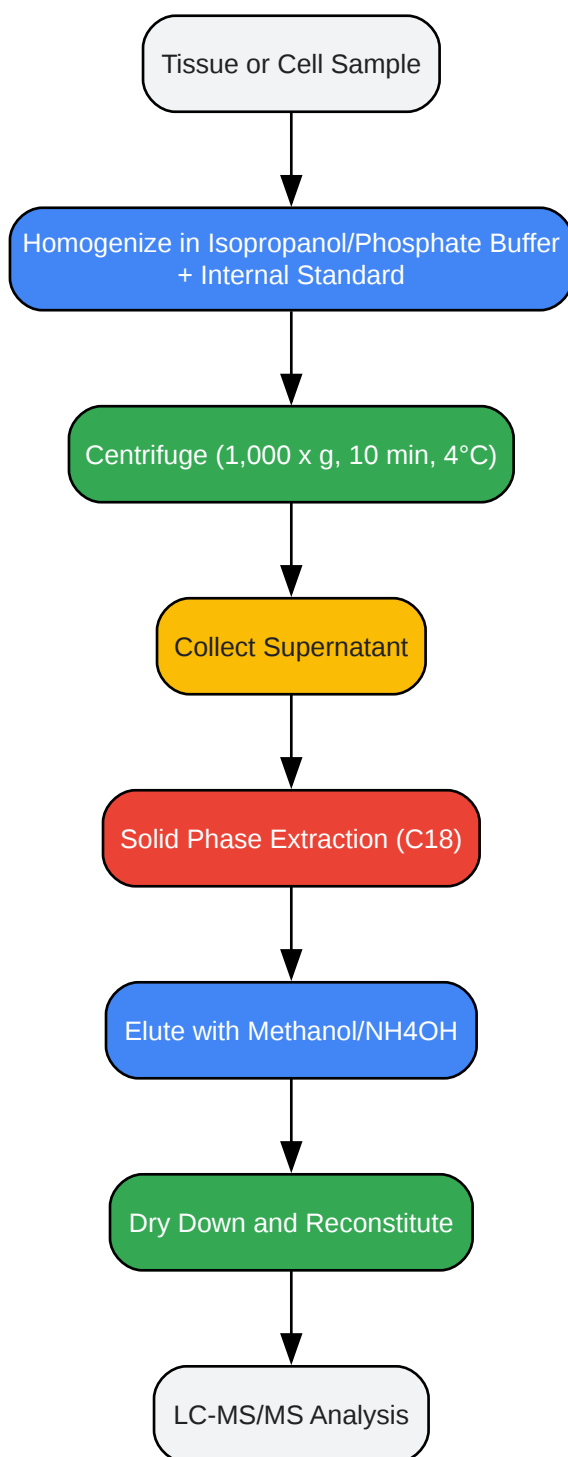 Tissue or Cell Sample
Homogenize in Isopropanol/Phosphate Buffer
+ Internal Standard
Centrifuge (1,000 x g, 10 min, 4°C)
Collect Supernatant
Solid Phase Extraction (C18)
Elute with Methanol/NH4OH
Dry Down and Reconstitute
LC-MS/MS Analysis